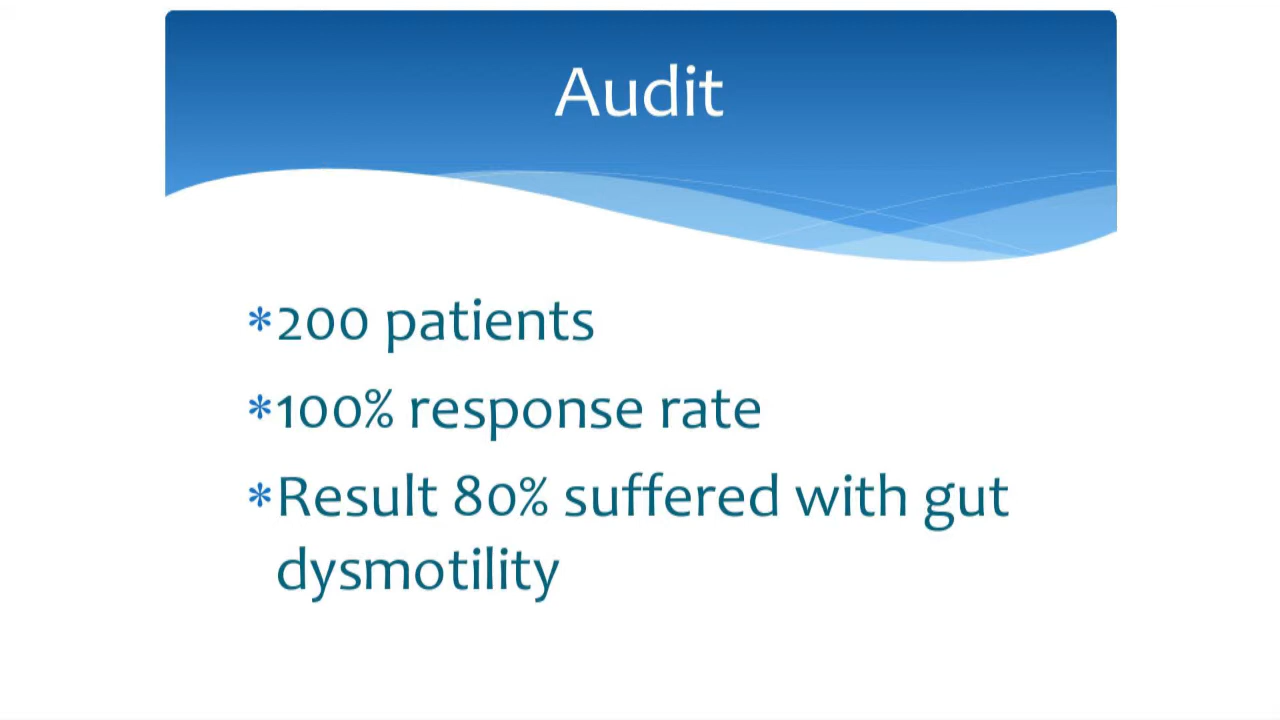 Audit
*200 patients
*100% response rate
*Result 80% suffered with gut
dysmotility